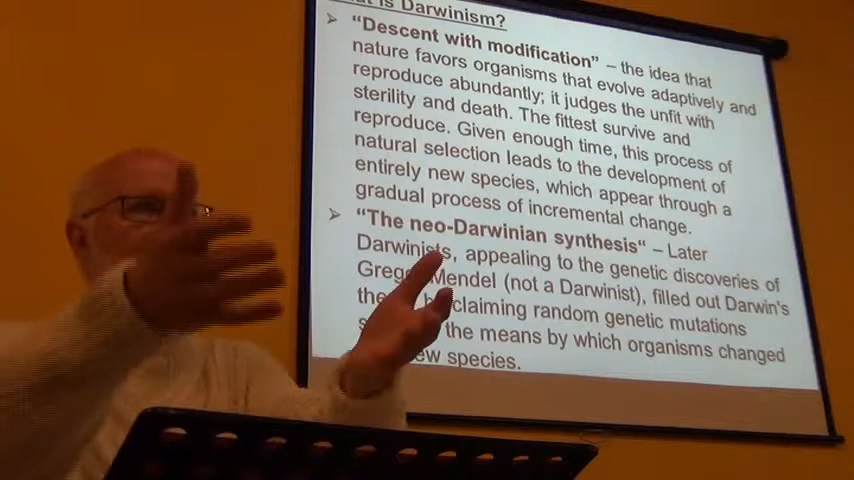 is Darwinism?
➢ “Descent with modification” – the idea that
nature favors organisms that evolve adaptively and
reproduce abundantly; it judges the unfit with
sterility and death. The fittest survive and
reproduce. Given enough time, this process of
natural selection leads to the development of
entirely new species, which appear through a
gradual process of incremental change.
➢ “The neo-Darwinian synthesis“ – Later
Darwinists, appealing to the genetic discoveries of
Mendel (not a Darwinist), filled out Darwin's
claiming random genetic mutations
the means by which organisms changed
new species.